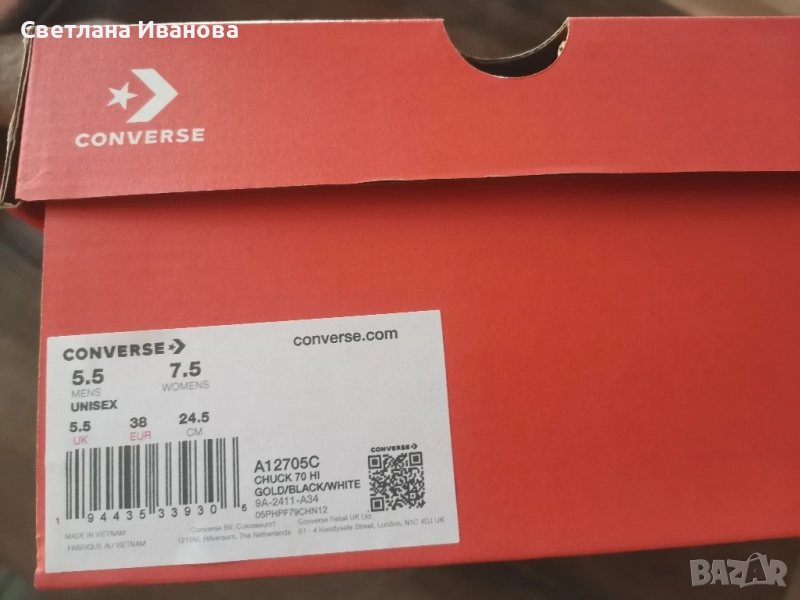 Светлана Иванова
CONVERSE
CONVERSE
converse.com
5.5 7.5
MENS WOMENS
UNISEX
5.5 38 24.5
UK EUR CM
A12705C
CHUCK 70 HI
GOLD/BLACK/WHITE
9A-2411-A34
05PHPF79CHN12
CONVERSE
1 94435 33930 6
MADE IN VIETNAM
FABRIQUE AU VIETNAM
Converse BV, Colosseum1
1213NL Hilversum, The Netherlands
Converse Retail UK Ltd.
51 - 4 Handyside Street, London, N1C 4DJ UK
BAZAR